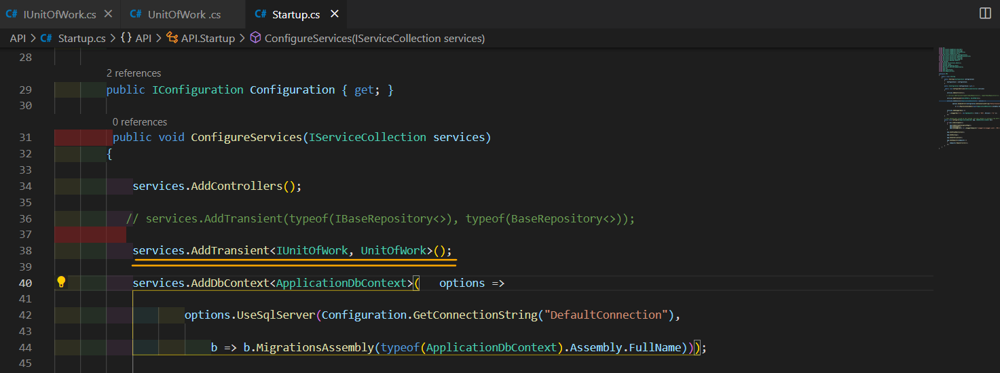 C# IUnitOfWork.cs C# UnitOfWork .cs C# Startup.cs
API > C# Startup.cs > {} API > API.Startup > ConfigureServices(IServiceCollection services)
28
2 references
29 public IConfiguration Configuration { get; }
30
0 references
31 public void ConfigureServices(IServiceCollection services)
32 {
33
34 services.AddControllers();
35
36 // services.AddTransient(typeof(IBaseRepository<>), typeof(BaseRepository<>));
37
38 services.AddTransient<IUnitOfWork, UnitOfWork>();
39
40 services.AddDbContext<ApplicationDbContext>( options =>
41
42 options.UseSqlServer(Configuration.GetConnectionString("DefaultConnection"),
43
44 b => b.MigrationsAssembly(typeof(ApplicationDbContext).Assembly.FullName)));
45